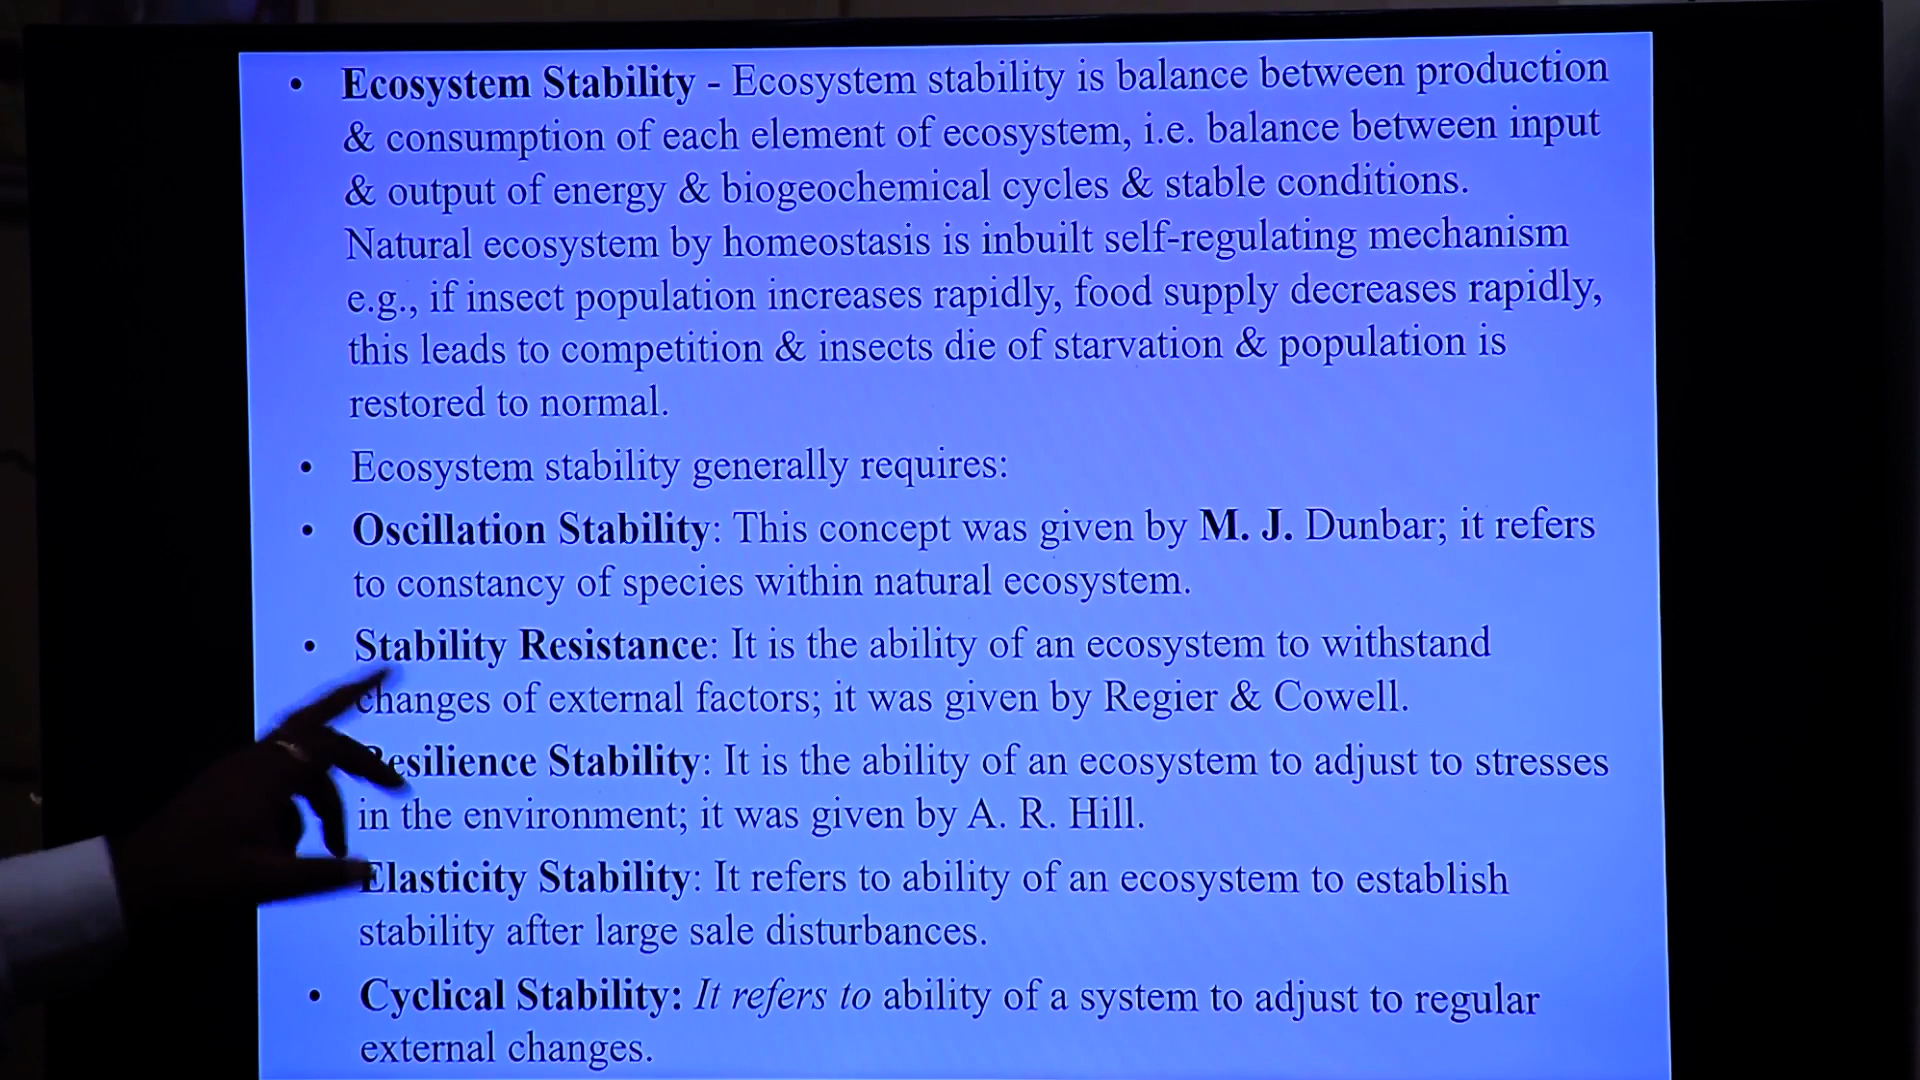 • Ecosystem Stability - Ecosystem stability is balance between production
& consumption of each element of ecosystem, i.e. balance between input
& output of energy & biogeochemical cycles & stable conditions.
Natural ecosystem by homeostasis is inbuilt self-regulating mechanism
e.g., if insect population increases rapidly, food supply decreases rapidly,
this leads to competition & insects die of starvation & population is
restored to normal.
• Ecosystem stability generally requires:
• Oscillation Stability: This concept was given by M. J. Dunbar; it refers
to constancy of species within natural ecosystem.
• Stability Resistance: It is the ability of an ecosystem to withstand
changes of external factors; it was given by Regier & Cowell.
Resilience Stability: It is the ability of an ecosystem to adjust to stresses
in the environment; it was given by A. R. Hill.
Elasticity Stability: It refers to ability of an ecosystem to establish
stability after large sale disturbances.
• Cyclical Stability: It refers to ability of a system to adjust to regular
external changes.